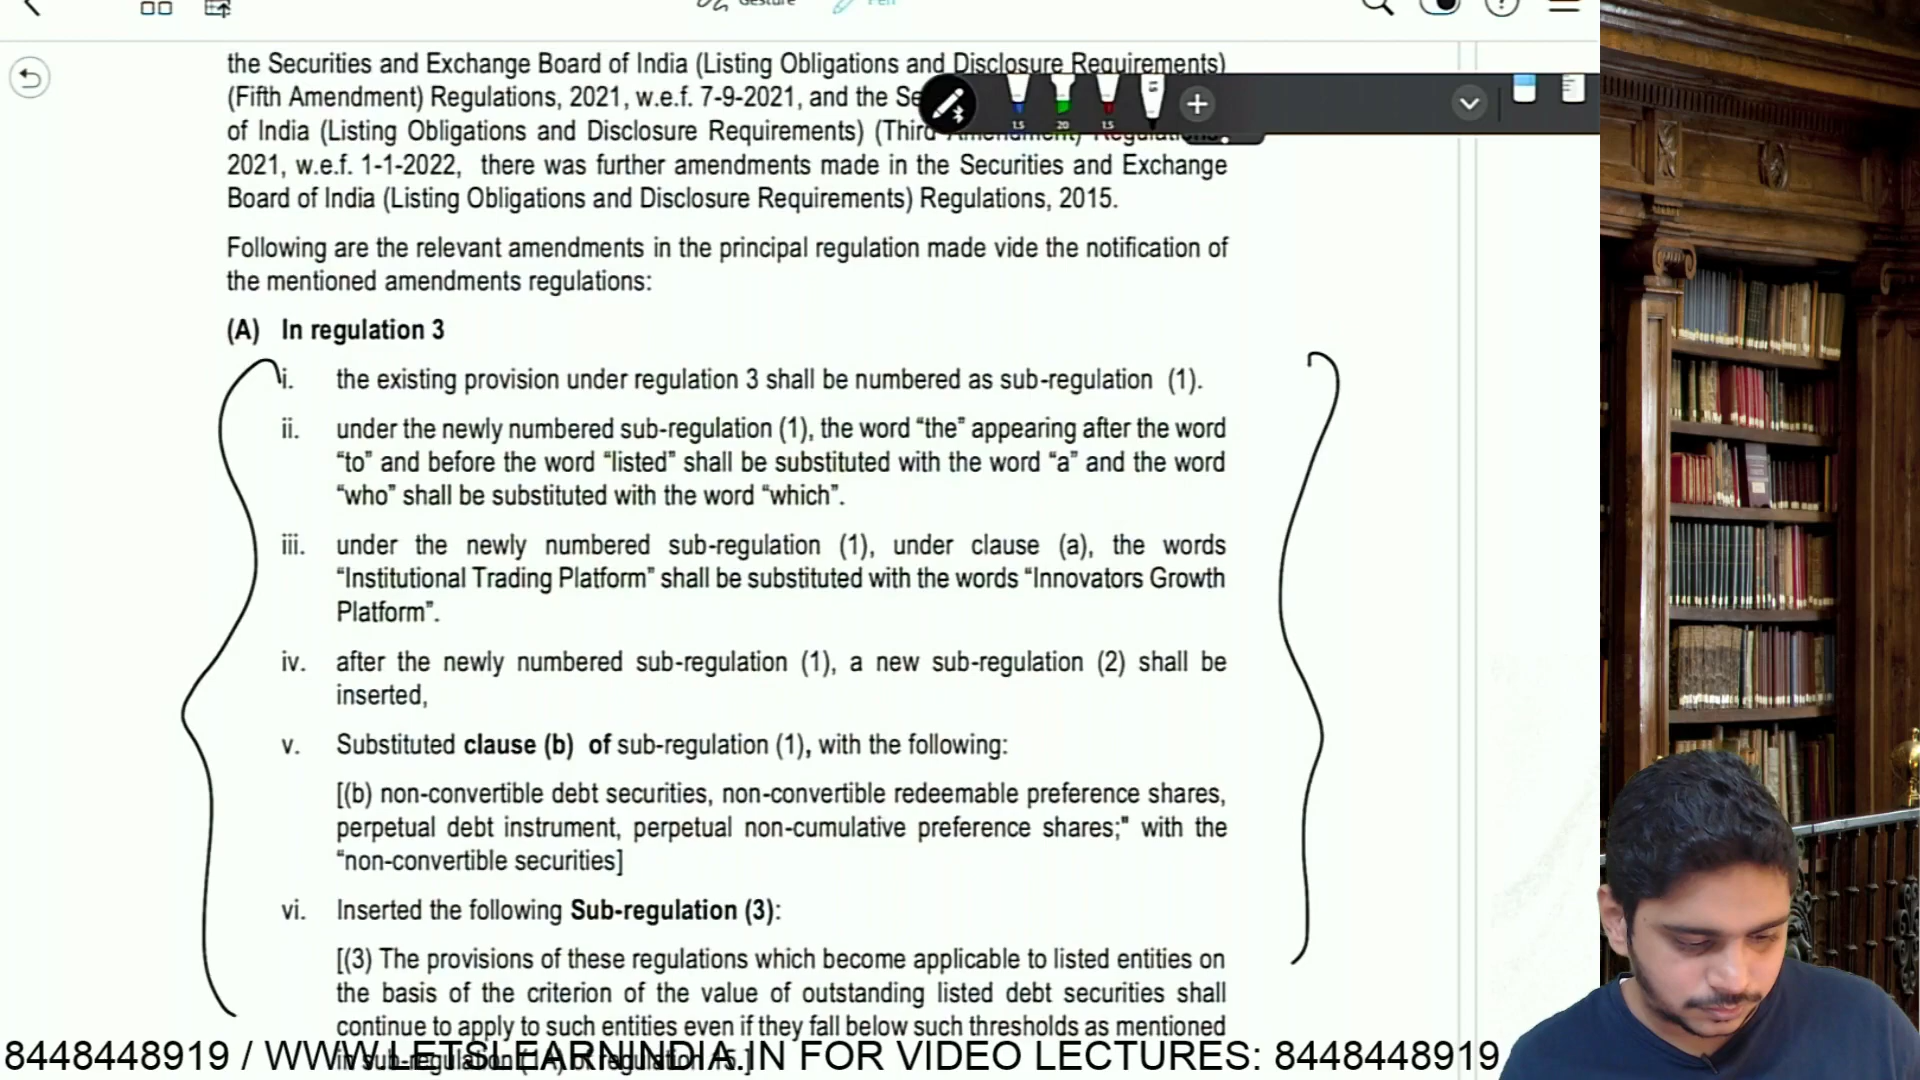 Gesture
Pen
the Securities and Exchange Board of India (Listing Obligations and Disclosure Requirements)
(Fifth Amendment) Regulations, 2021, w.e.f. 7-9-2021, and the Se
of India (Listing Obligations and Disclosure Requirements) (Third Amendment) Regulations
1.5 20 1.5
2021, w.e.f. 1-1-2022, there was further amendments made in the Securities and Exchange
Board of India (Listing Obligations and Disclosure Requirements) Regulations, 2015.
Following are the relevant amendments in the principal regulation made vide the notification of
the mentioned amendments regulations:
(A) In regulation 3
i. the existing provision under regulation 3 shall be numbered as sub-regulation (1).
ii. under the newly numbered sub-regulation (1), the word “the” appearing after the word
“to” and before the word “listed” shall be substituted with the word “a” and the word
“who” shall be substituted with the word “which”.
iii. under the newly numbered sub-regulation (1), under clause (a), the words
“Institutional Trading Platform” shall be substituted with the words “Innovators Growth
Platform”.
iv. after the newly numbered sub-regulation (1), a new sub-regulation (2) shall be
inserted,
v. Substituted clause (b) of sub-regulation (1), with the following:
[(b) non-convertible debt securities, non-convertible redeemable preference shares,
perpetual debt instrument, perpetual non-cumulative preference shares;" with the
“non-convertible securities]
vi. Inserted the following Sub-regulation (3):
[(3) The provisions of these regulations which become applicable to listed entities on
the basis of the criterion of the value of outstanding listed debt securities shall
continue to apply to such entities even if they fall below such thresholds as mentioned
8448448919 / WWW.LETSLEARNINDIA.IN FOR VIDEO LECTURES: 8448448919